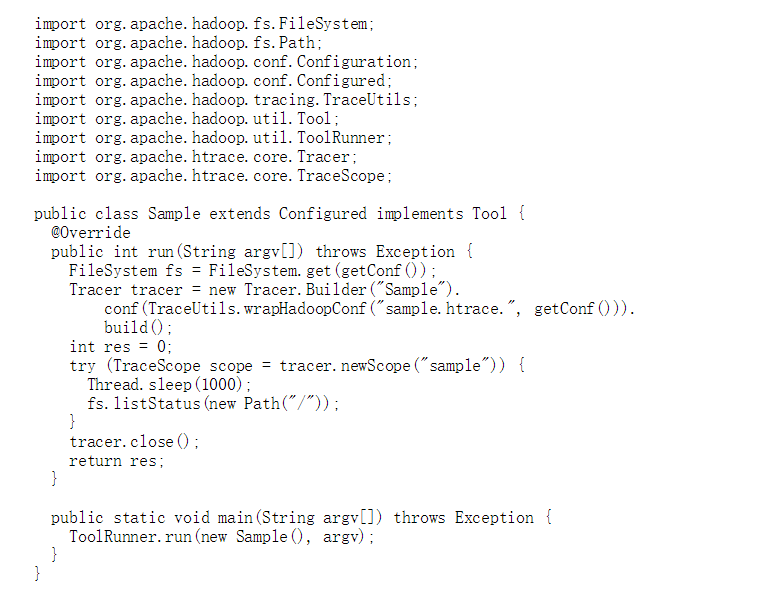 import org.apache.hadoop.fs.FileSystem;
import org.apache.hadoop.fs.Path;
import org.apache.hadoop.conf.Configuration;
import org.apache.hadoop.conf.Configured;
import org.apache.hadoop.tracing.TraceUtils;
import org.apache.hadoop.util.Tool;
import org.apache.hadoop.util.ToolRunner;
import org.apache.htrace.core.Tracer;
import org.apache.htrace.core.TraceScope;

public class Sample extends Configured implements Tool {
  @Override
  public int run(String argv[]) throws Exception {
    FileSystem fs = FileSystem.get(getConf());
    Tracer tracer = new Tracer.Builder("Sample").
        conf(TraceUtils.wrapHadoopConf("sample.htrace.", getConf())).
        build();
    int res = 0;
    try (TraceScope scope = tracer.newScope("sample")) {
      Thread.sleep(1000);
      fs.listStatus(new Path("/"));
    }
    tracer.close();
    return res;
  }

  public static void main(String argv[]) throws Exception {
    ToolRunner.run(new Sample(), argv);
  }
}